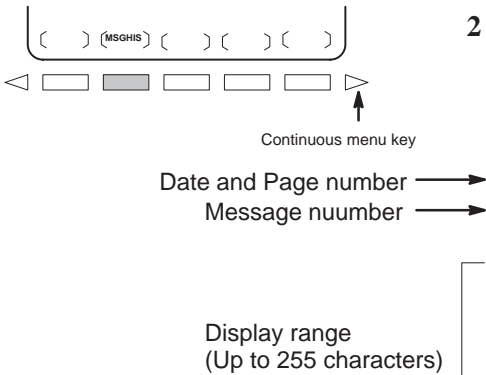 2
[ ] [MSGHIS] [ ] [ ] [ ]
Continuous menu key
Date and Page number
Message nuumber
Display range
(Up to 255 characters)